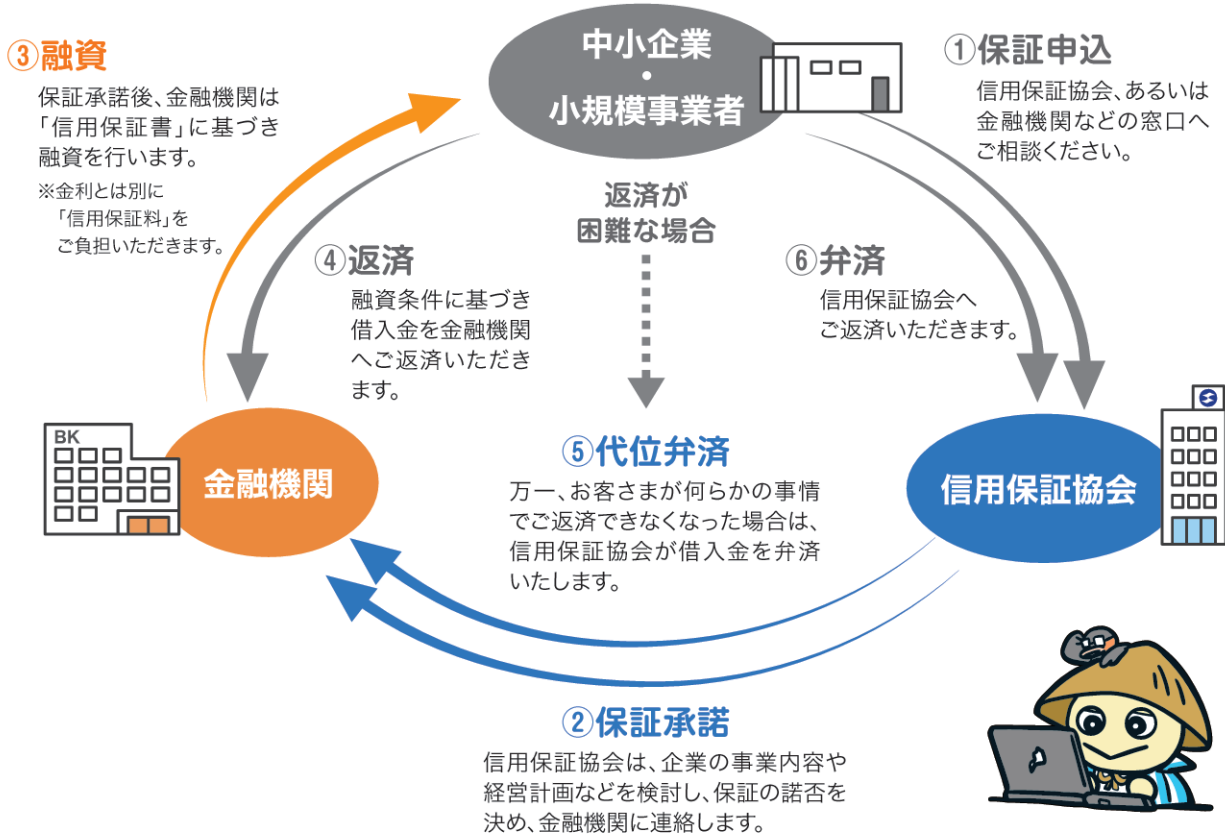 中小企業
・
小規模事業者
①保証申込
信用保証協会、あるいは
金融機関などの窓口へ
ご相談ください。
③融資
保証承諾後、金融機関は
「信用保証書」に基づき
融資を行います。
※金利とは別に
「信用保証料」を
ご負担いただきます。
返済が
困難な場合
④返済
融資条件に基づき
借入金を金融機関
へご返済いただき
ます。
⑥弁済
信用保証協会へ
ご返済いただきます。
BK
金融機関
⑤代位弁済
万一、お客さまが何らかの事情
でご返済できなくなった場合は、
信用保証協会が借入金を弁済
いたします。
信用保証協会
②保証承諾
信用保証協会は、企業の事業内容や
経営計画などを検討し、保証の諾否を
決め、金融機関に連絡します。